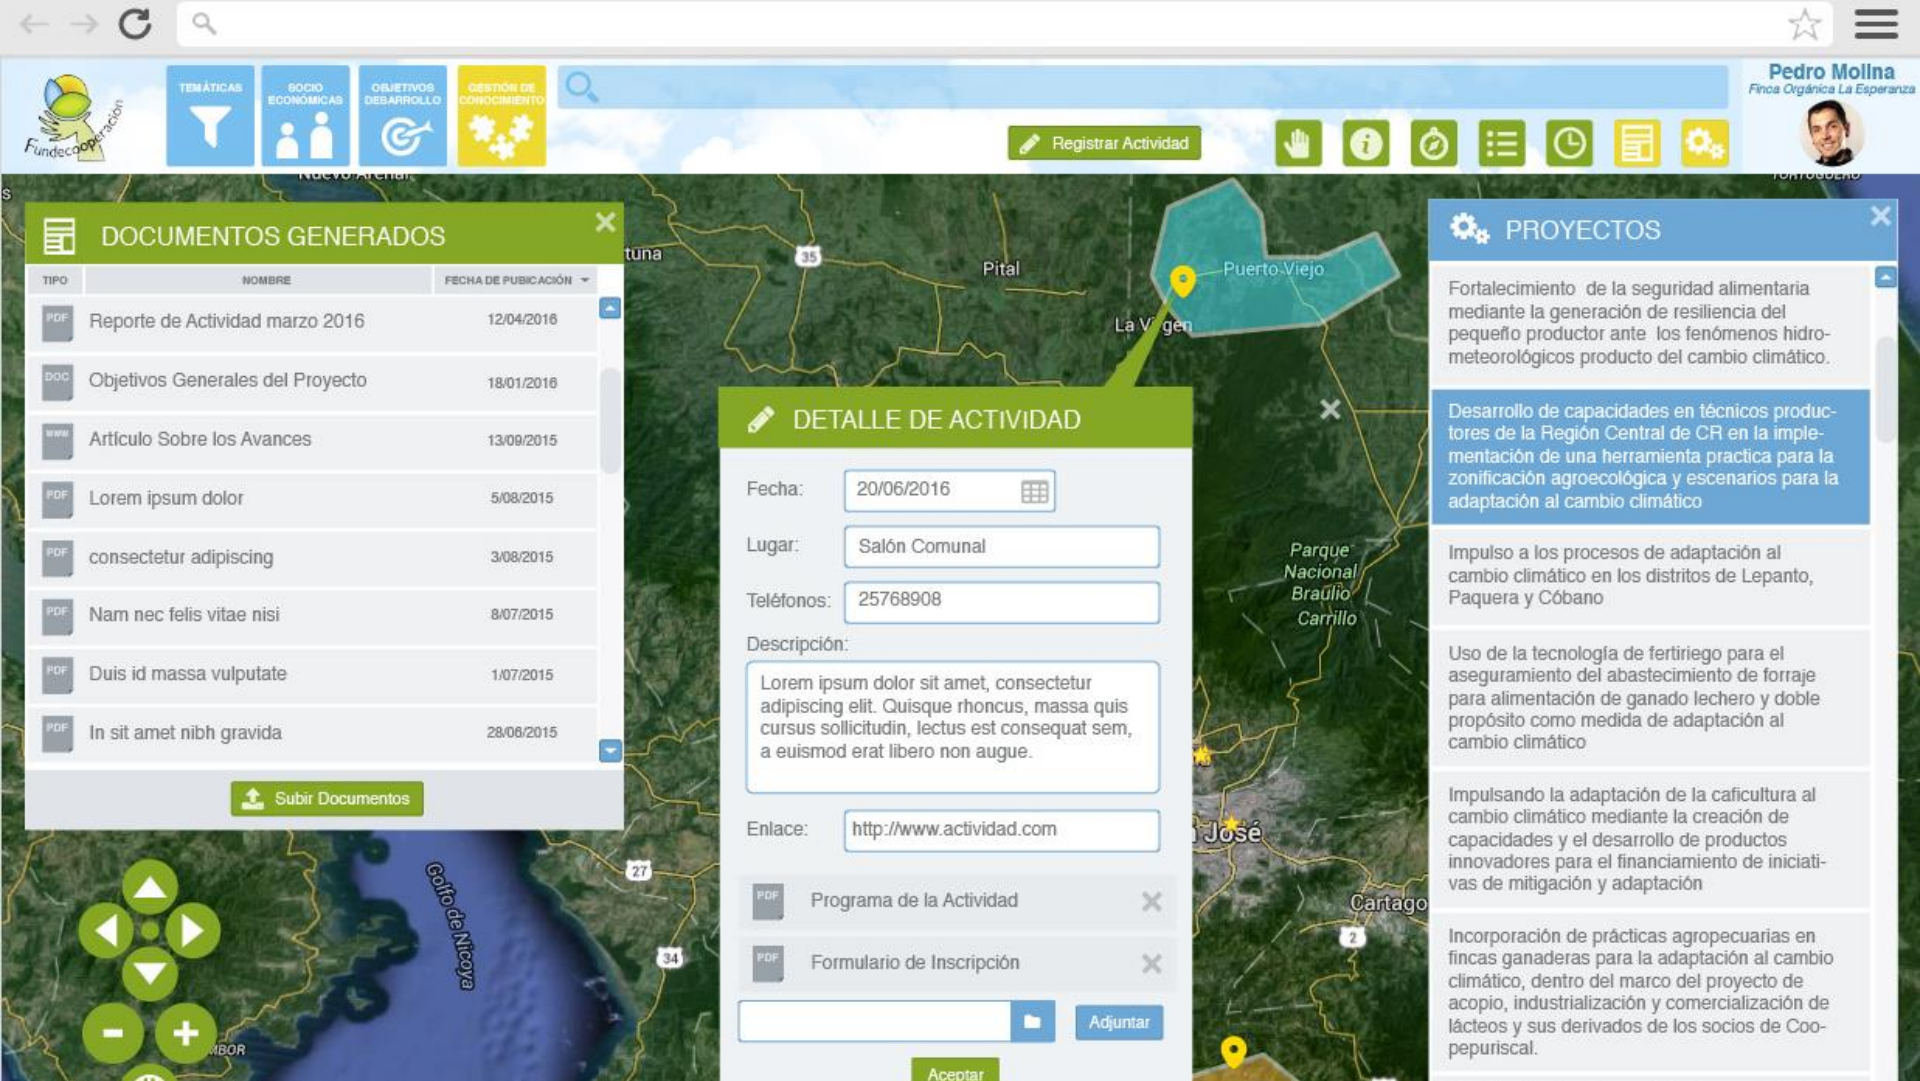 TEMÁTICAS
SOCIO
ECONÓMICAS
OBJETIVOS
DEBARROLLO
GESTIÓN DE
CONOCIMIENTO
Pedro Molina
Finca Orgánica La Esperanza
Fundecooperación
Registrar Actividad
DOCUMENTOS GENERADOS
TIPO
NOMBRE
FECHA DE PUBICACIÓN
PDF
Reporte de Actividad marzo 2016
12/04/2016
DOC
Objetivos Generales del Proyecto
18/01/2016
WWW
Artículo Sobre los Avances
13/09/2015
PDF
Lorem ipsum dolor
5/08/2015
PDF
consectetur adipiscing
3/08/2015
PDF
Nam nec felis vitae nisi
8/07/2015
PDF
Duis id massa vulputate
1/07/2015
PDF
In sit amet nibh gravida
28/06/2015
Subir Documentos
tuna
35
Pital
Puerto Viejo
La Virgen
DETALLE DE ACTIVIDAD
Fecha:
20/06/2016
Lugar:
Salón Comunal
Teléfonos:
25768908
Descripción:
Lorem ipsum dolor sit amet, consectetur
adipiscing elit. Quisque rhoncus, massa quis
cursus sollicitudin, lectus est consequat sem,
a euismod erat libero non augue.
Enlace:
http://www.actividad.com
PDF
Programa de la Actividad
PDF
Formulario de Inscripción
Adjuntar
Aceptar
Parque
Nacional
Braulio
Carrillo
José
Cartago
2
27
34
Golfo de Nicoya
PROYECTOS
Fortalecimiento de la seguridad alimentaria
mediante la generación de resiliencia del
pequeño productor ante los fenómenos hidro-
meteorológicos producto del cambio climático.
Desarrollo de capacidades en técnicos produc-
tores de la Región Central de CR en la imple-
mentación de una herramienta practica para la
zonificación agroecológica y escenarios para la
adaptación al cambio climático
Impulso a los procesos de adaptación al
cambio climático en los distritos de Lepanto,
Paquera y Cóbano
Uso de la tecnología de fertiriego para el
aseguramiento del abastecimiento de forraje
para alimentación de ganado lechero y doble
propósito como medida de adaptación al
cambio climático
Impulsando la adaptación de la caficultura al
cambio climático mediante la creación de
capacidades y el desarrollo de productos
innovadores para el financiamiento de iniciati-
vas de mitigación y adaptación
Incorporación de prácticas agropecuarias en
fincas ganaderas para la adaptación al cambio
climático, dentro del marco del proyecto de
acopio, industrialización y comercialización de
lácteos y sus derivados de los socios de Coo-
pepuriscal.